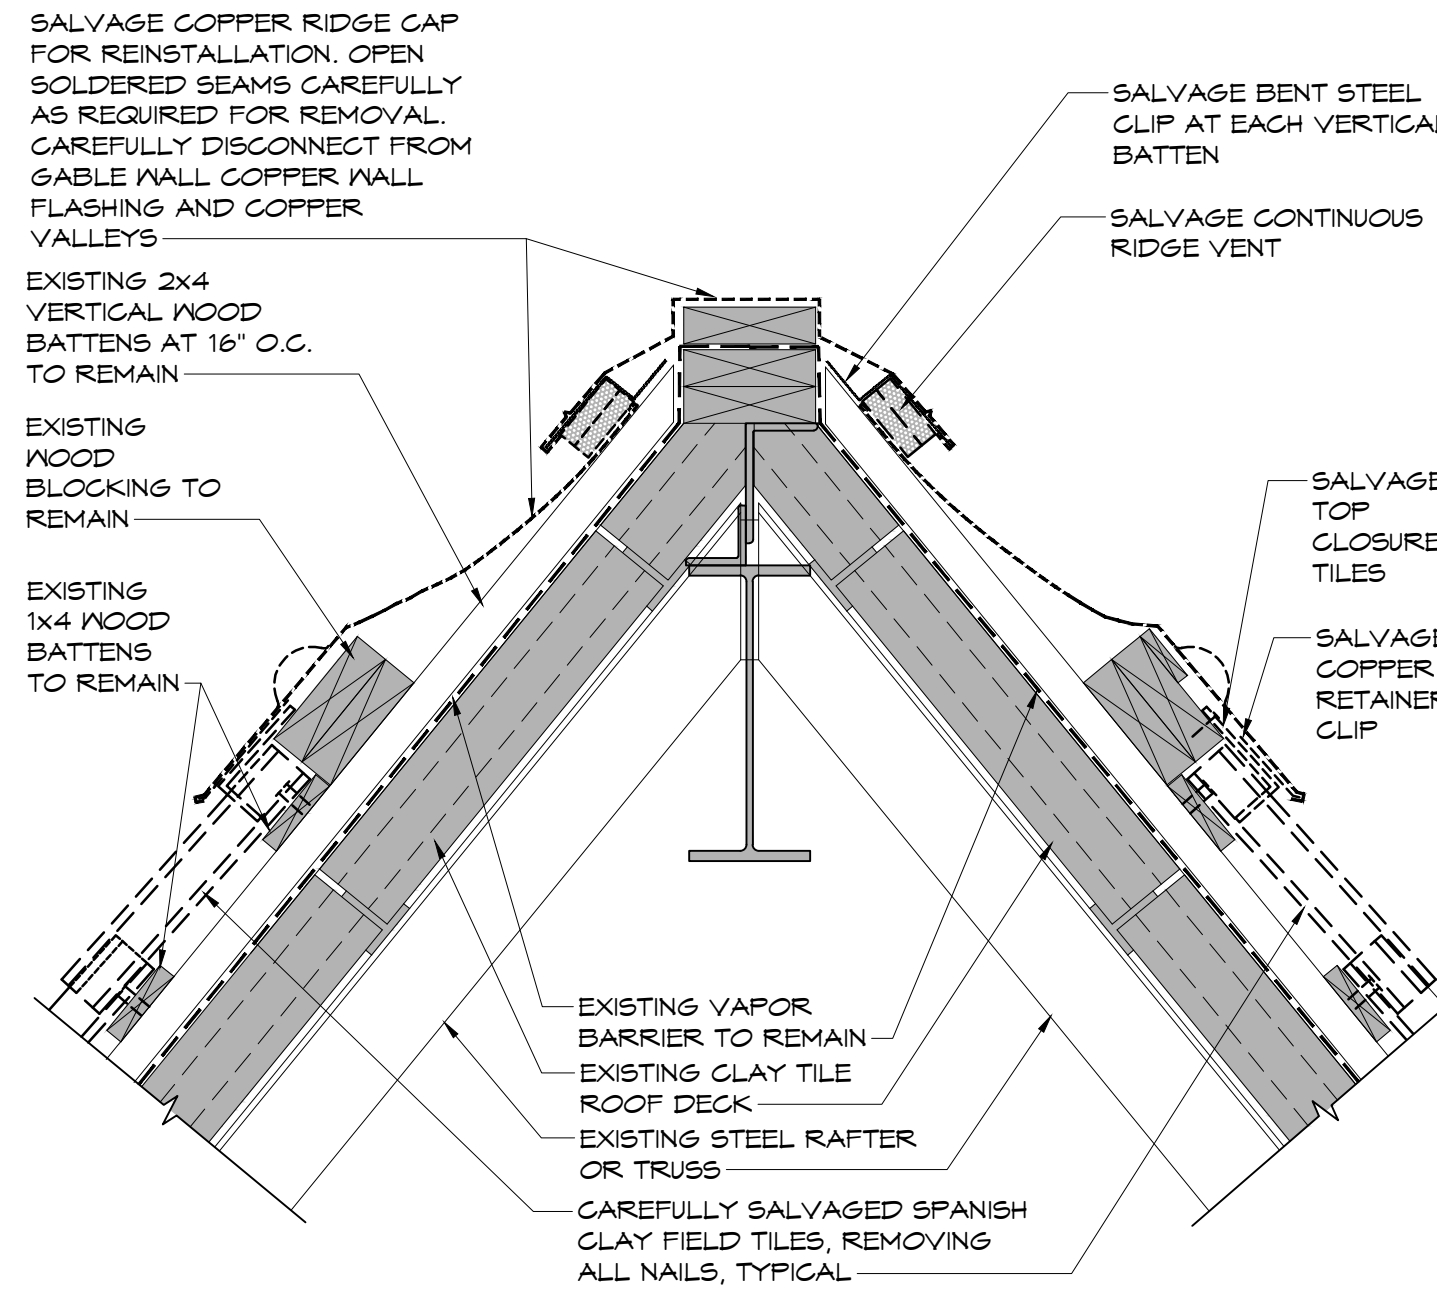 SALVAGE COPPER RIDGE CAP
FOR REINSTALLATION. OPEN
SOLDERED SEAMS CAREFULLY
AS REQUIRED FOR REMOVAL.
CAREFULLY DISCONNECT FROM
GABLE WALL COPPER WALL
FLASHING AND COPPER
VALLEYS
EXISTING 2x4
VERTICAL WOOD
BATTENS AT 16" O.C.
TO REMAIN
EXISTING
WOOD
BLOCKING TO
REMAIN
EXISTING
1x4 WOOD
BATTENS
TO REMAIN
SALVAGE BENT STEEL
CLIP AT EACH VERTICAL
BATTEN
SALVAGE CONTINUOUS
RIDGE VENT
SALVAGE
TOP
CLOSURE
TILES
SALVAGE
COPPER
RETAINER
CLIP
EXISTING VAPOR
BARRIER TO REMAIN
EXISTING CLAY TILE
ROOF DECK
EXISTING STEEL RAFTER
OR TRUSS
CAREFULLY SALVAGED SPANISH
CLAY FIELD TILES, REMOVING
ALL NAILS, TYPICAL